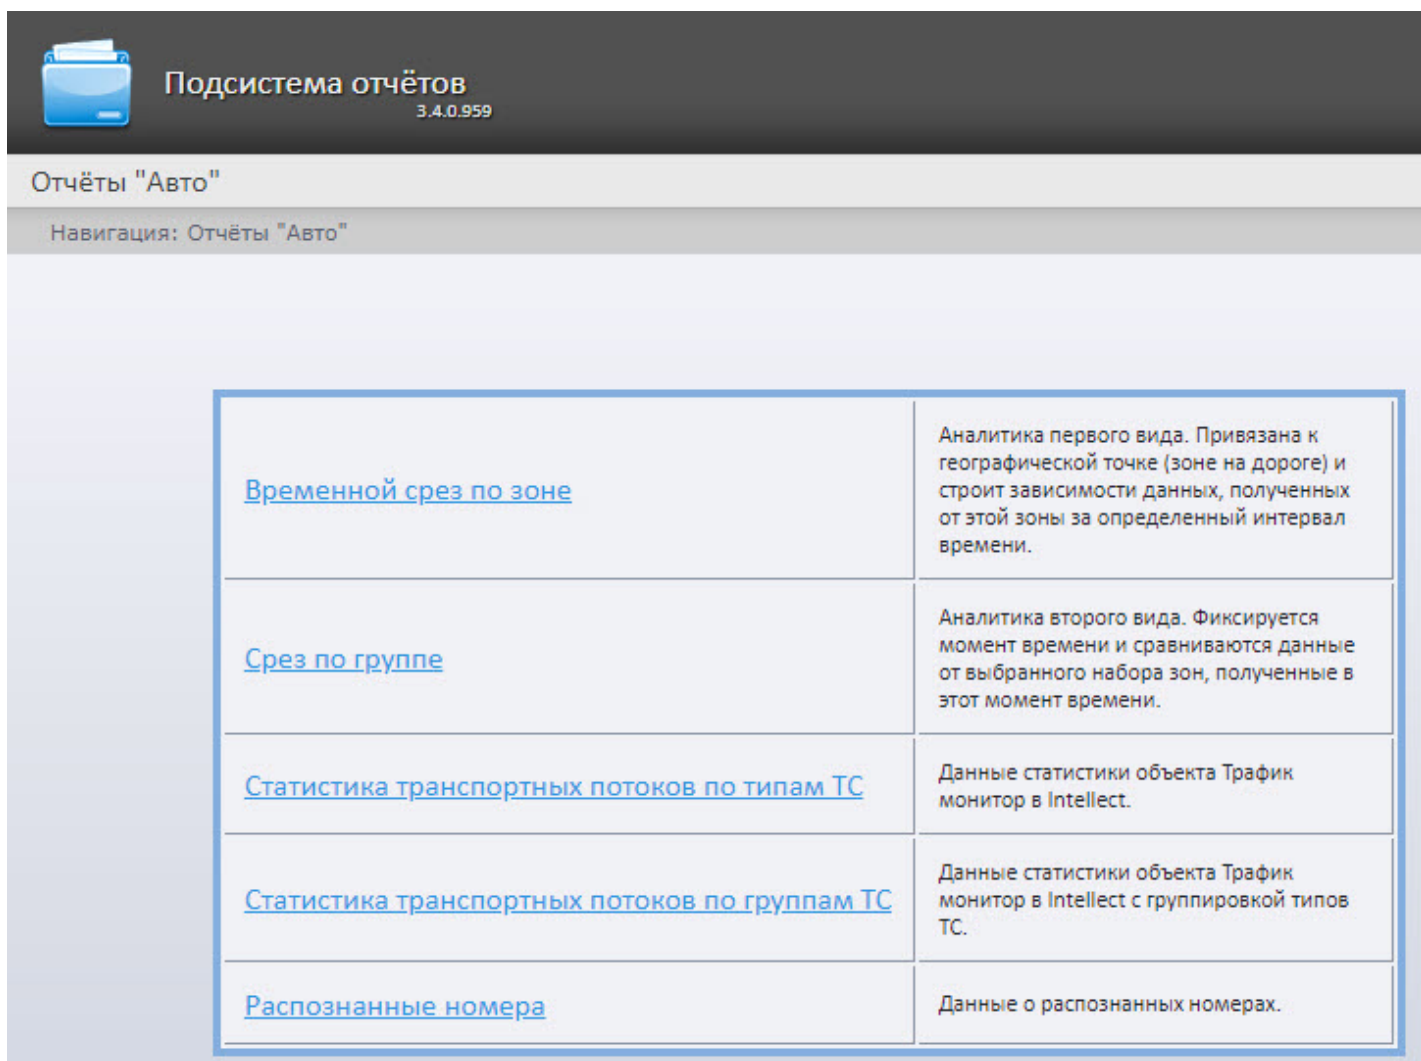 Подсистема отчётов
3.4.0.959
Отчёты "Авто"
Навигация: Отчёты "Авто"
Временной срез по зоне
Аналитика первого вида. Привязана к
географической точке (зоне на дороге) и
строит зависимости данных, полученных
от этой зоны за определенный интервал
времени.
Срез по группе
Аналитика второго вида. Фиксируется
момент времени и сравниваются данные
от выбранного набора зон, полученные в
этот момент времени.
Статистика транспортных потоков по типам ТС
Данные статистики объекта Трафик
монитор в Intellect.
Статистика транспортных потоков по группам ТС
Данные статистики объекта Трафик
монитор в Intellect с группировкой типов
ТС.
Распознанные номера
Данные о распознанных номерах.